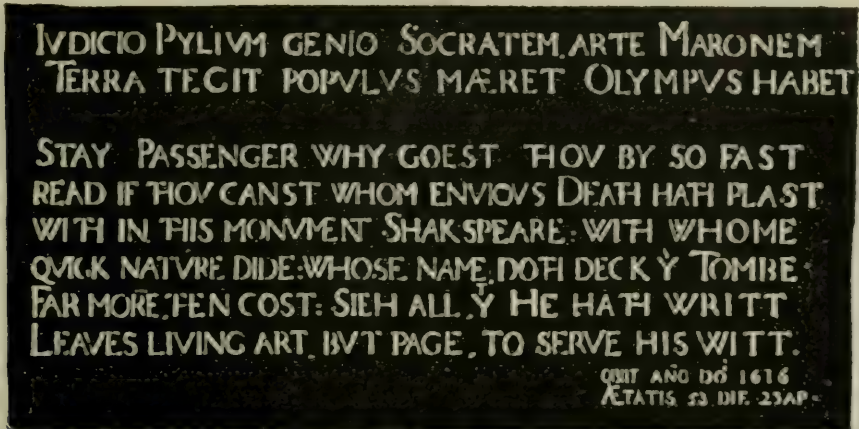 IVDICIO PYLIVM GENIO SOCRATEM. ARTE MARONEM
TERRA TEGIT POPVLVS MÆRET OLYMPVS HABET
STAY PASSENGER WHY GOEST THOV BY SO FAST
READ IF THOV CANST WHOM ENVIOVS DEATH HATH PLAST
WITH IN THIS MONVMENT SHAKSPEARE: WITH WHOME
QVICK NATVRE DIDE: WHOSE NAME. DOTH DECK Y̔ TOMBE
FAR MORE. THEN COST: SIEH ALL. Yͭ HE HATH WRITT
LEAVES LIVING ART. BVT PAGE. TO SERVE HIS WITT.
OBIIT AÑO DOͥ 1616
ÆTATIS 53 DIE. 23 AP